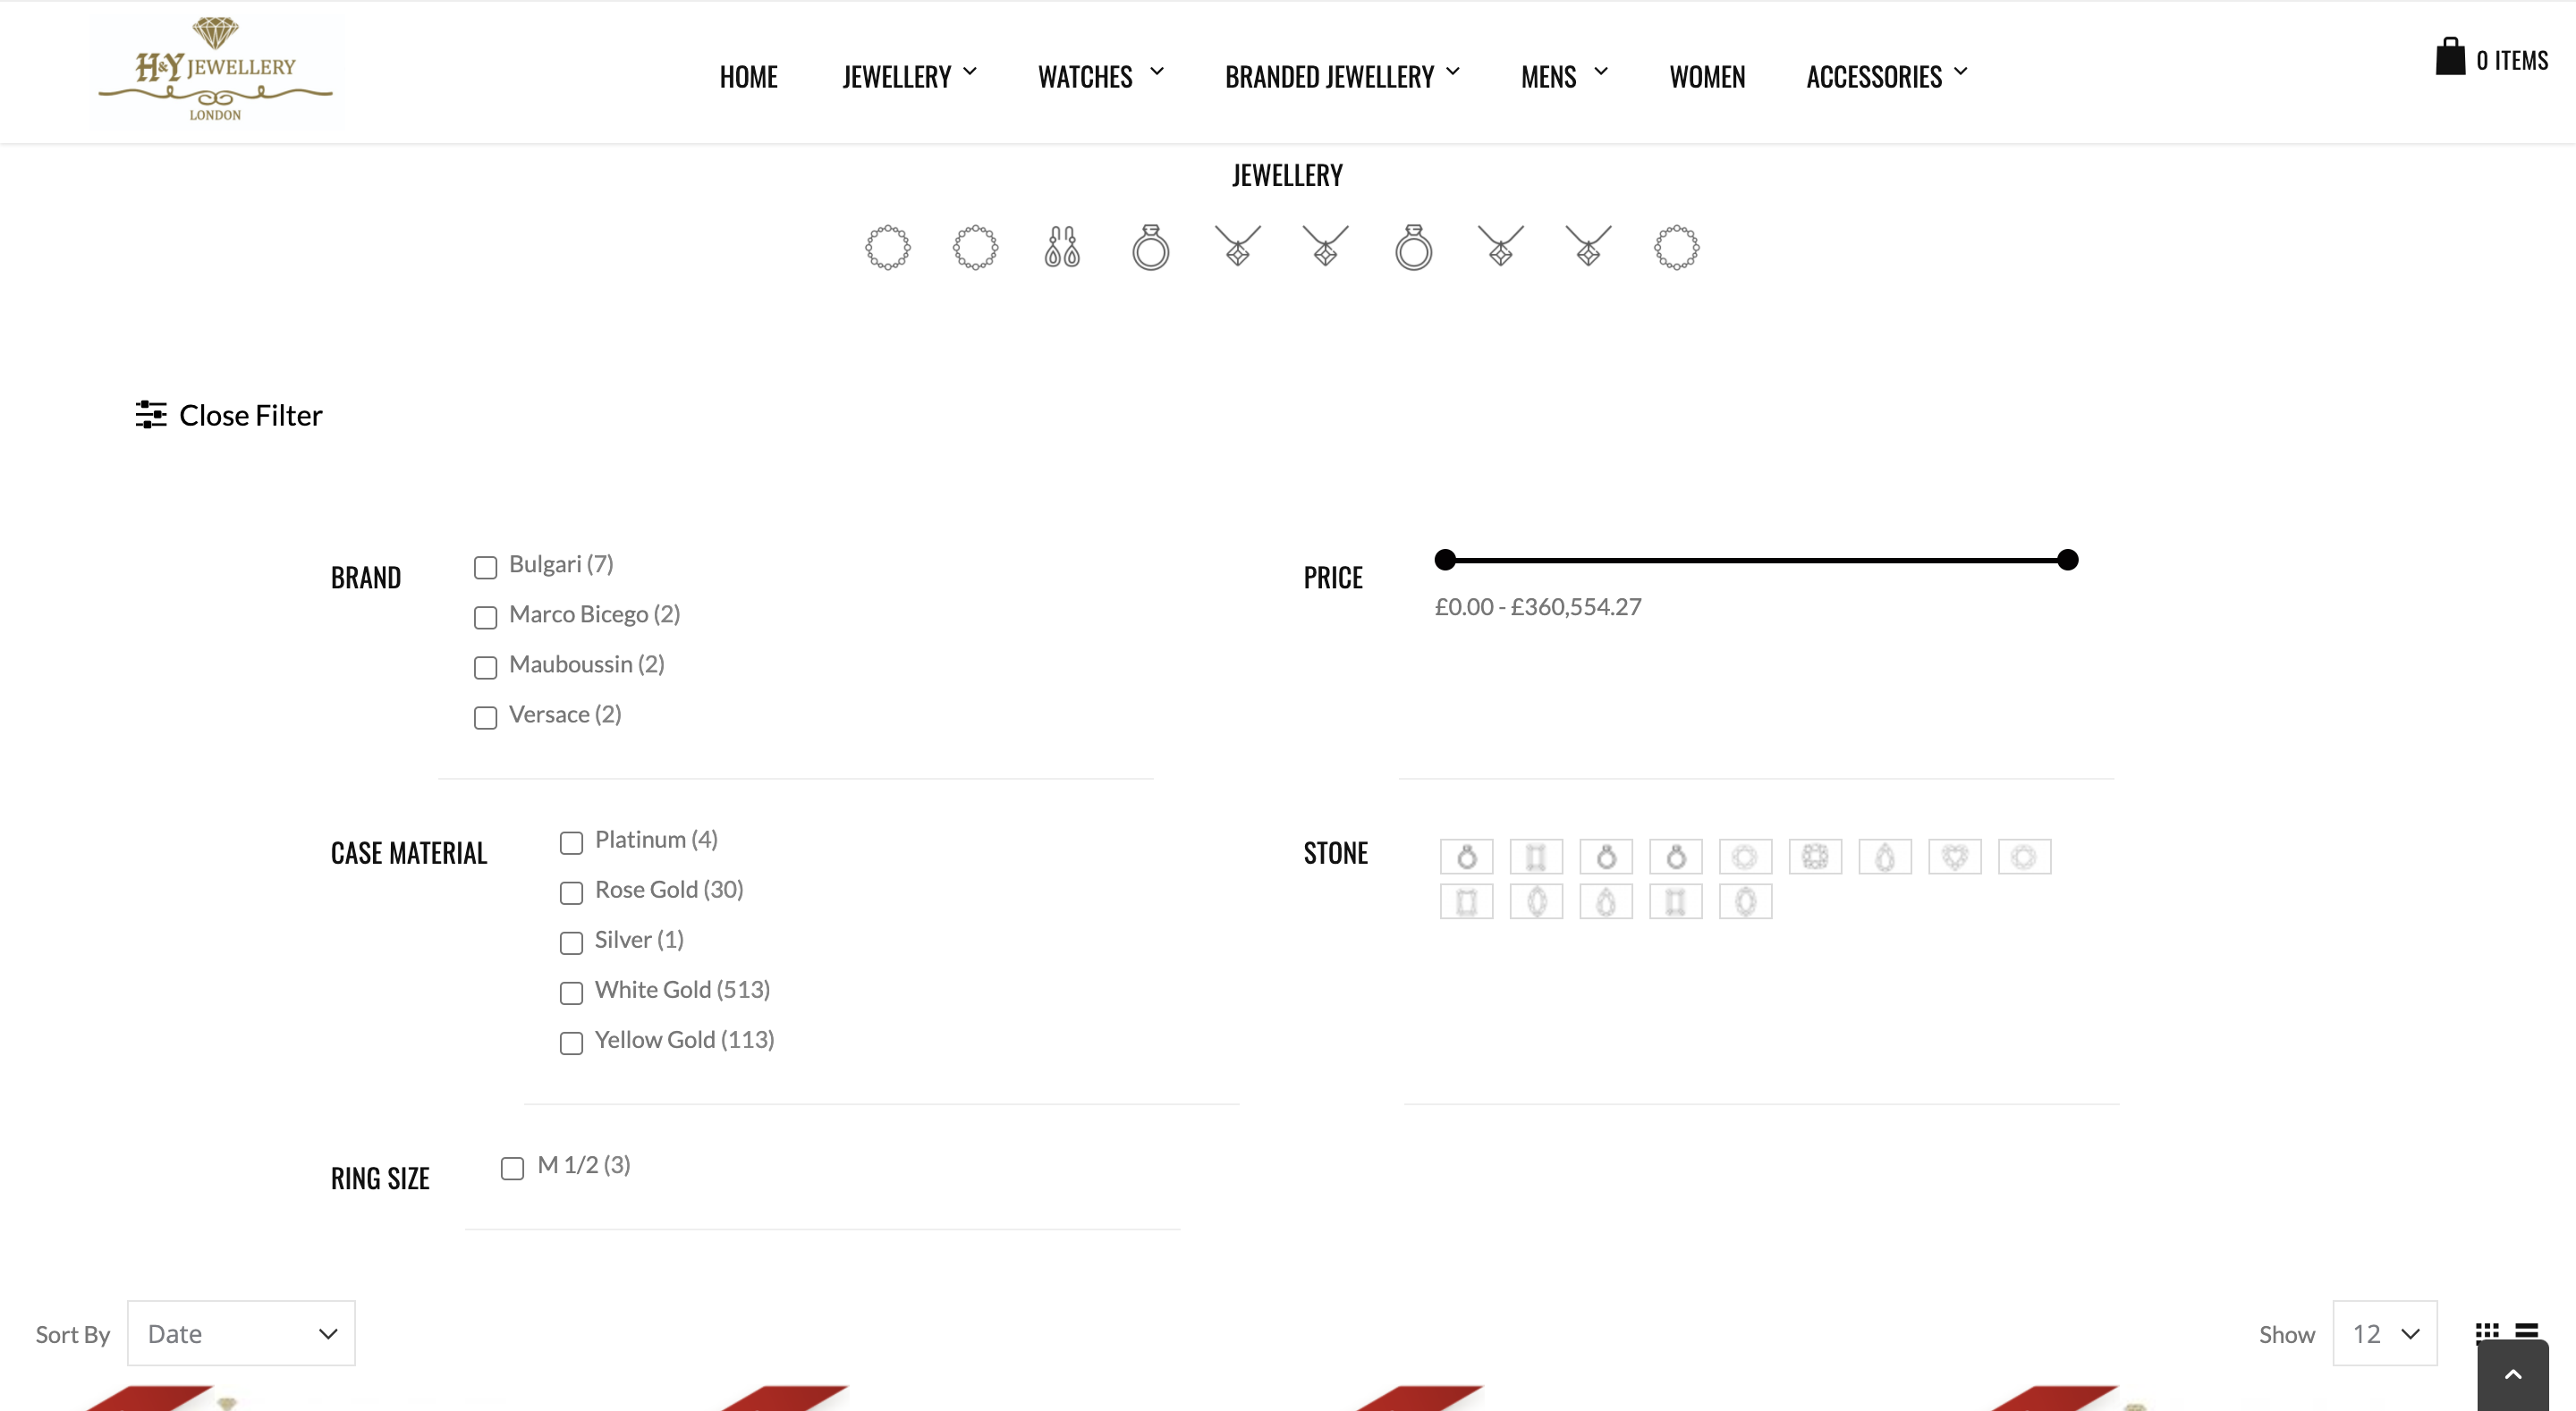 H&Y JEWELLERY
LONDON
HOME JEWELLERY WATCHES BRANDED JEWELLERY MENS WOMEN ACCESSORIES
0 ITEMS
JEWELLERY
Close Filter
BRAND
Bulgari (7)
Marco Bicego (2)
Mauboussin (2)
Versace (2)
PRICE
£0.00 - £360,554.27
CASE MATERIAL
Platinum (4)
Rose Gold (30)
Silver (1)
White Gold (513)
Yellow Gold (113)
STONE
RING SIZE
M 1/2 (3)
Sort By Date
Show 12